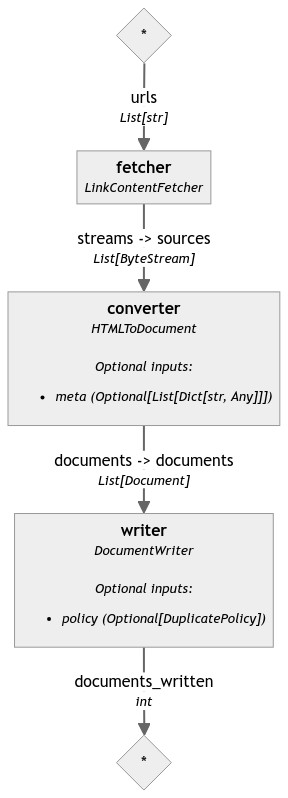 *
urls
List[str]
fetcher
LinkContentFetcher
streams -> sources
List[ByteStream]
converter
HTMLToDocument
Optional inputs:
• meta (Optional[List[Dict[str, Any]]])
documents -> documents
List[Document]
writer
DocumentWriter
Optional inputs:
• policy (Optional[DuplicatePolicy])
documents_written
int
*